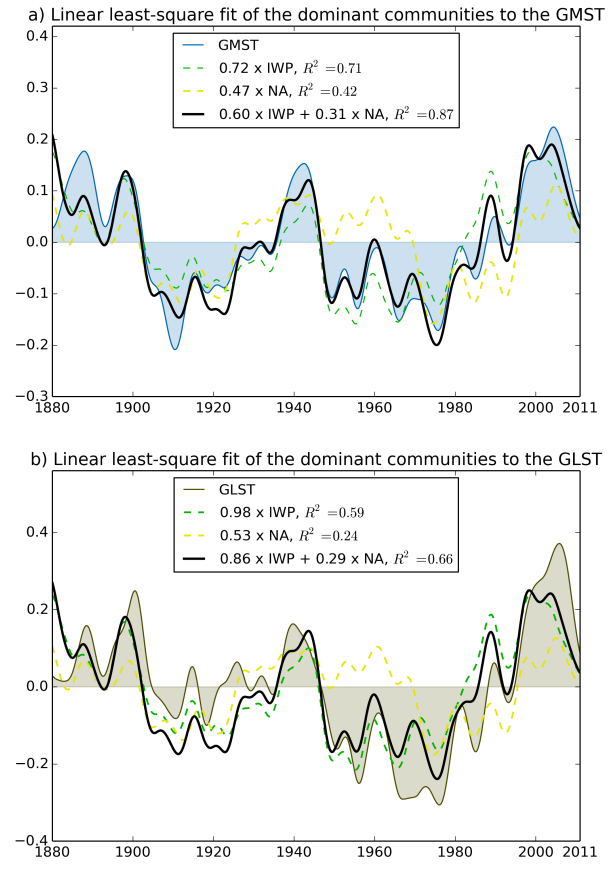 a) Linear least-square fit of the dominant communities to the GMST
0.4
0.3
0.2
0.1
0.0
−0.1
−0.2
−0.3
GMST
0.72 x IWP, R² =0.71
0.47 x NA, R² =0.42
0.60 x IWP + 0.31 x NA, R² =0.87
1880 1900 1920 1940 1960 1980 2000 2011
b) Linear least-square fit of the dominant communities to the GLST
0.4
0.2
0.0
−0.2
−0.4
GLST
0.98 x IWP, R² =0.59
0.53 x NA, R² =0.24
0.86 x IWP + 0.29 x NA, R² =0.66
1880 1900 1920 1940 1960 1980 2000 2011